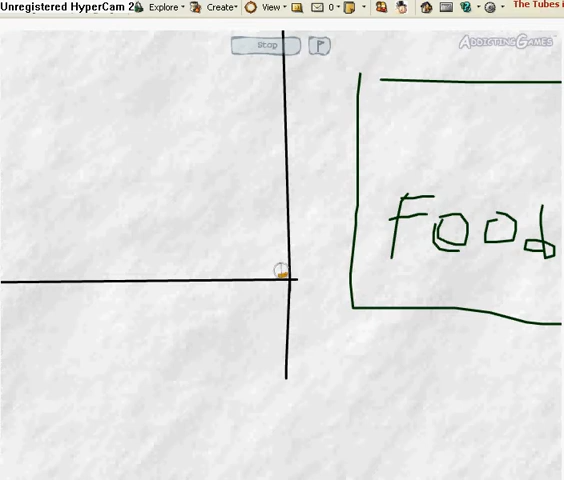 Unregistered HyperCam 2
Explore
Create
View
0
The Tubes i
stop
P
ADDICTINGGAMES
Food